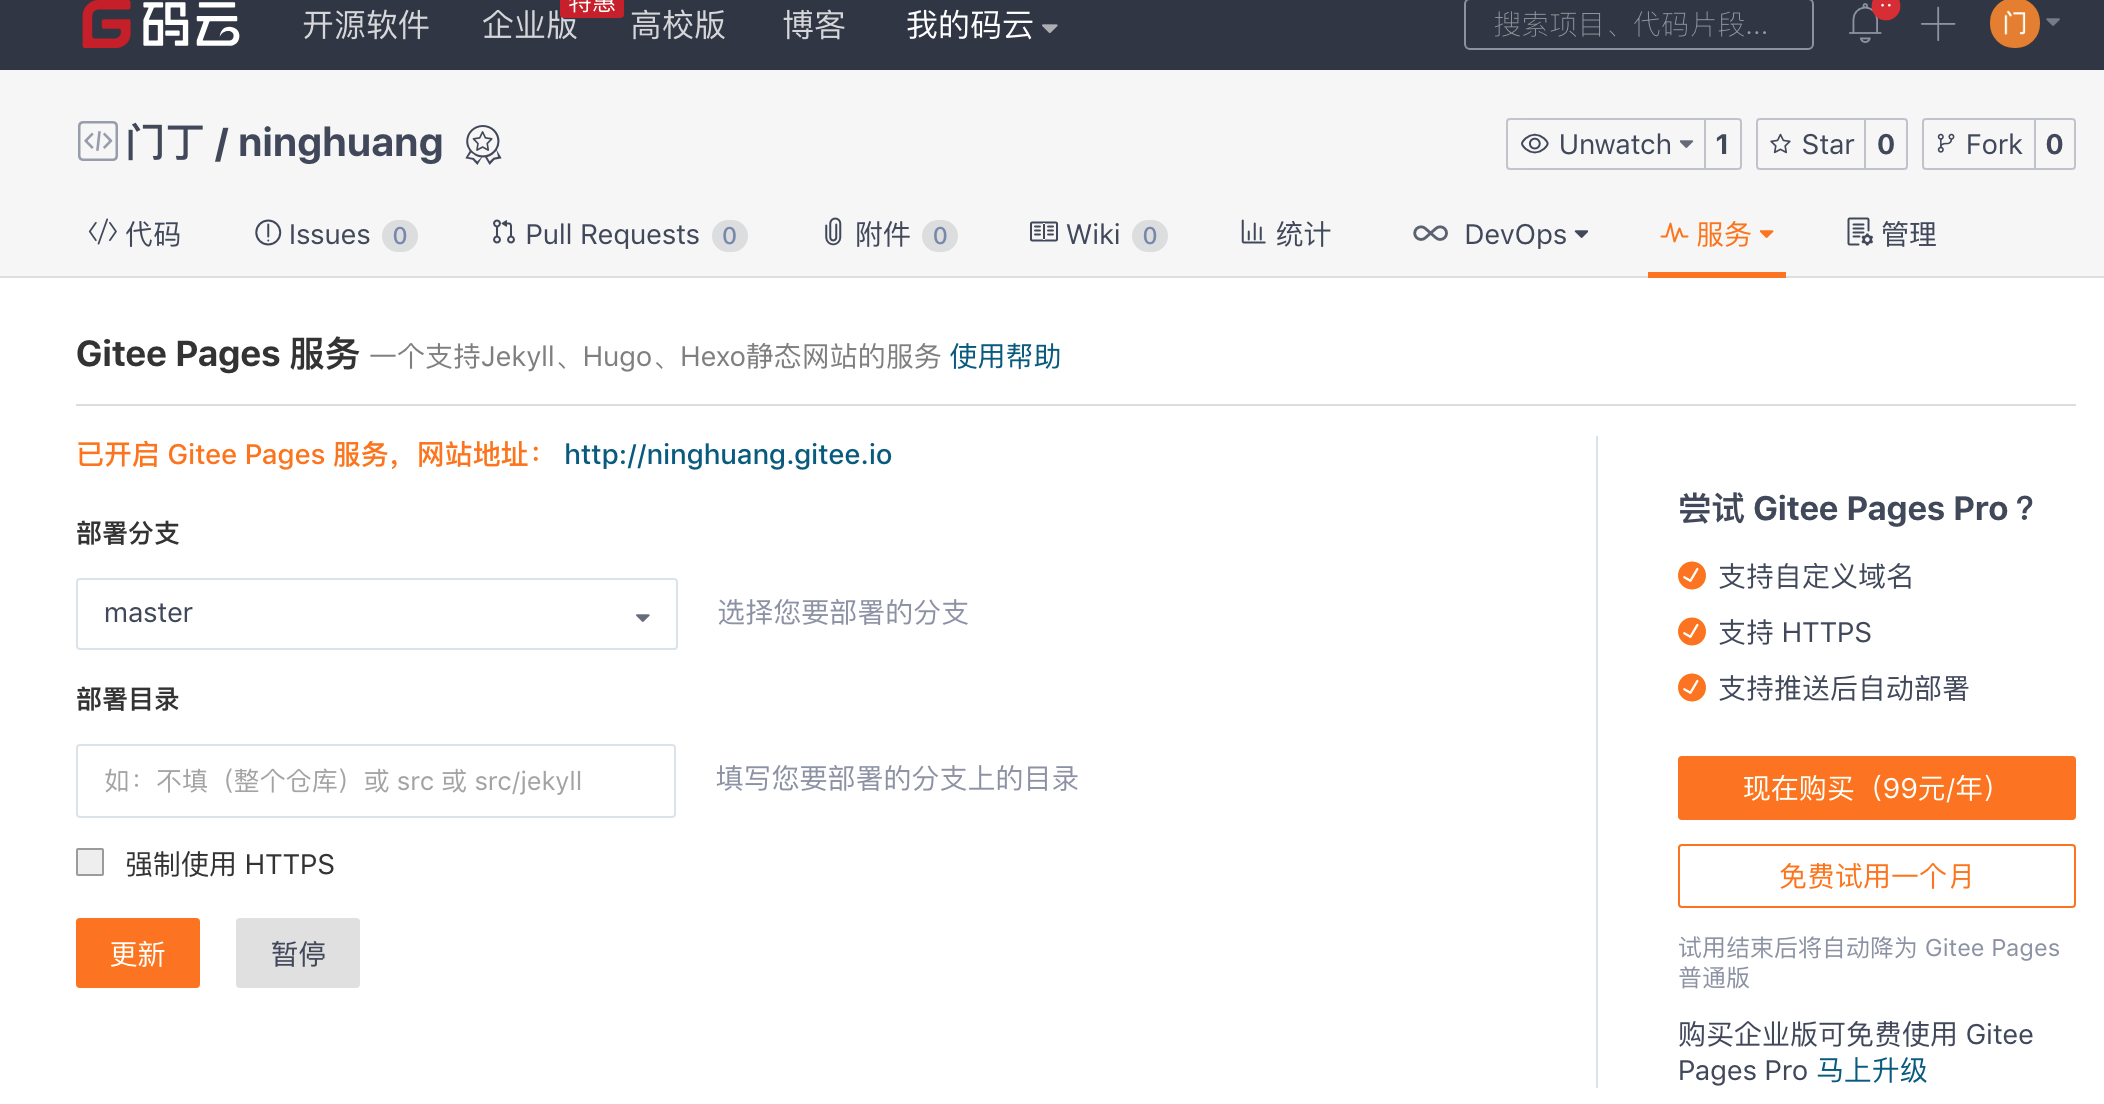 G码云 开源软件 企业版 特惠 高校版 博客 我的码云 搜索项目、代码片段... 门
门丁 / ninghuang Unwatch 1 Star 0 Fork 0
代码 Issues 0 Pull Requests 0 附件 0 Wiki 0 统计 DevOps 服务 管理
Gitee Pages 服务 一个支持Jekyll、Hugo、Hexo静态网站的服务 使用帮助
已开启 Gitee Pages 服务，网站地址： http://ninghuang.gitee.io
部署分支
master 选择您要部署的分支
部署目录
如：不填（整个仓库）或 src 或 src/jekyll 填写您要部署的分支上的目录
强制使用 HTTPS
更新 暂停
尝试 Gitee Pages Pro？
支持自定义域名
支持 HTTPS
支持推送后自动部署
现在购买（99元/年）
免费试用一个月
试用结束后将自动降为 Gitee Pages
普通版
购买企业版可免费使用 Gitee
Pages Pro 马上升级